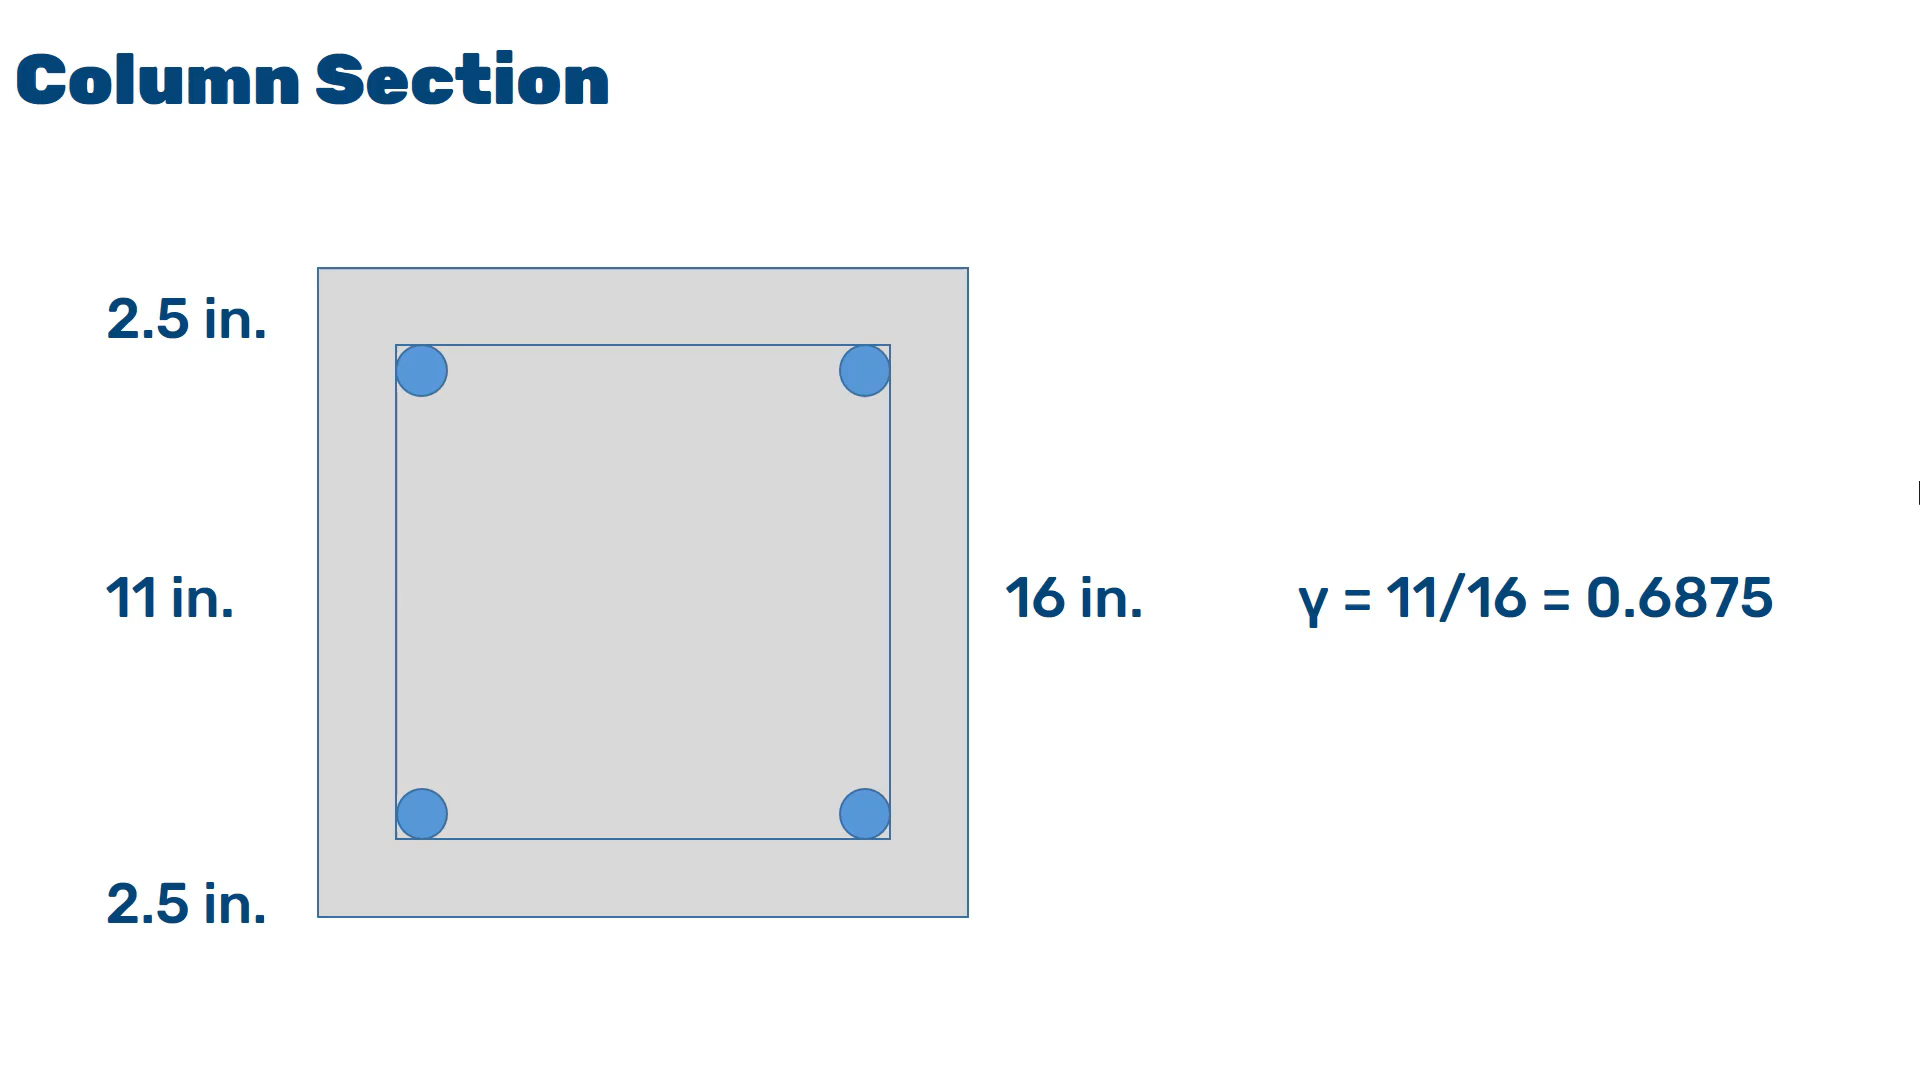 Column Section
2.5 in.
11 in.
16 in.
γ = 11/16 = 0.6875
2.5 in.